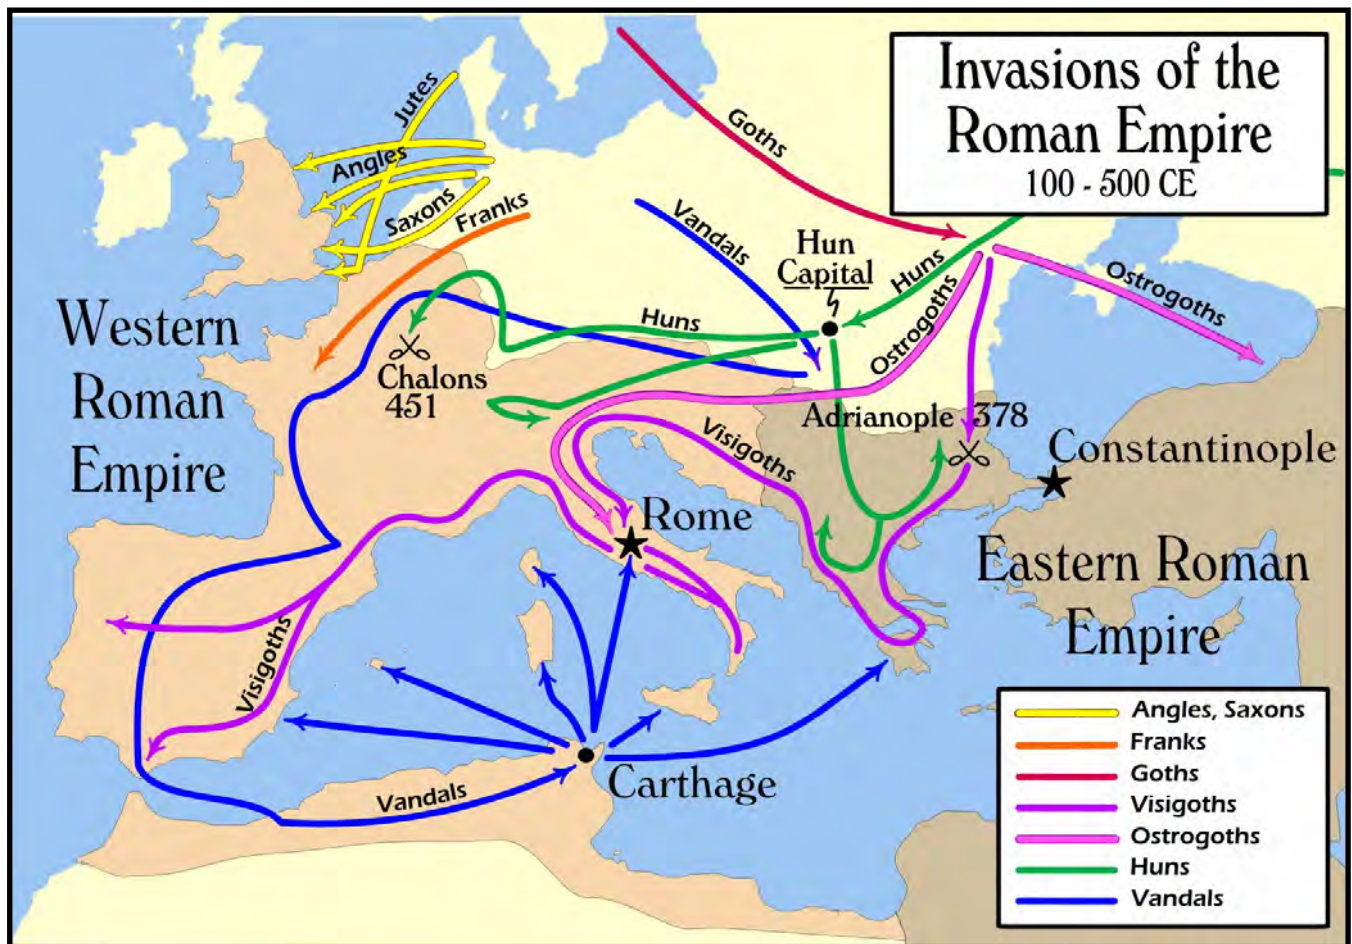 Invasions of the
Roman Empire
100 - 500 CE
Jutes
Angles
Saxons
Franks
Goths
Vandals
Hun
Capital
Huns
Ostrogoths
Ostrogoths
Huns
Western
Roman
Empire
Chalons
451
Adrianople 378
Visigoths
Constantinople
Rome
Eastern Roman
Empire
Visigoths
Vandals
Carthage
Angles, Saxons
Franks
Goths
Visigoths
Ostrogoths
Huns
Vandals